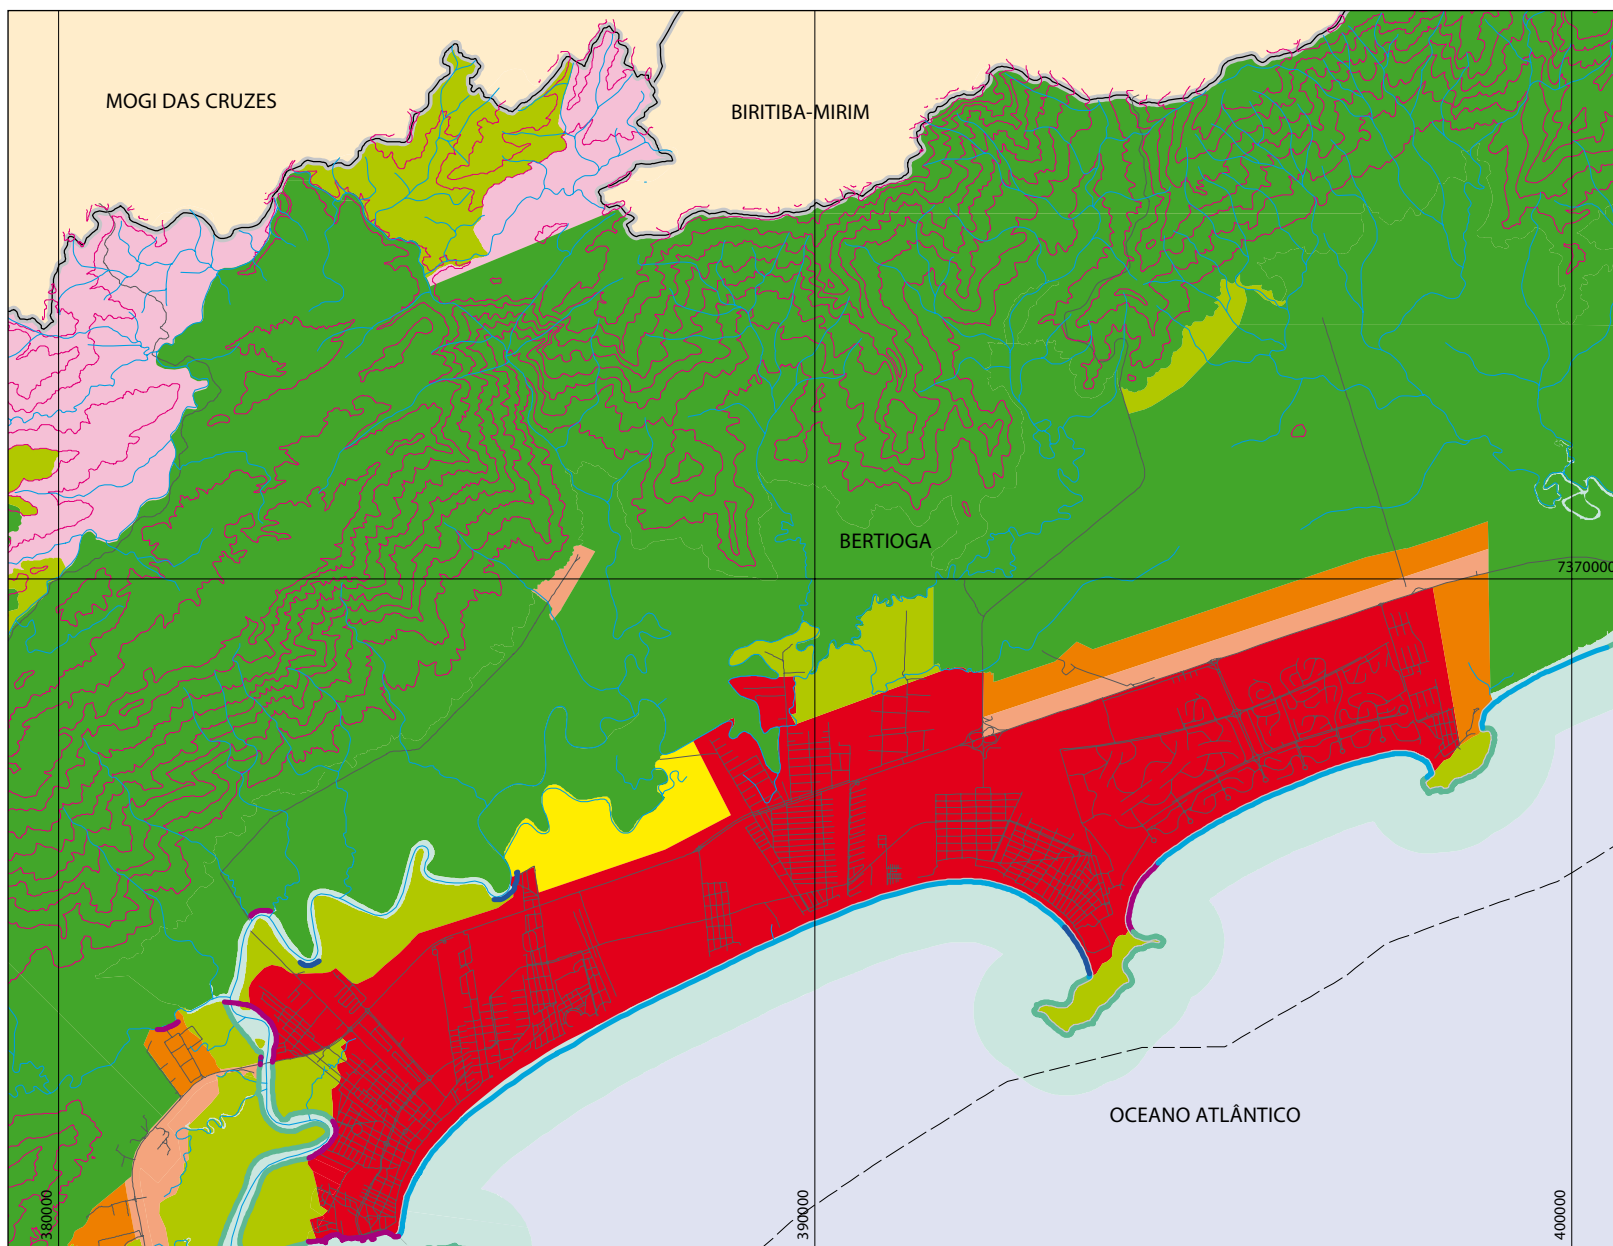 MOGI DAS CRUZES
BIRITIBA-MIRIM
BERTIOGA
7370000
OCEANO ATLÂNTICO
380000
390000
400000